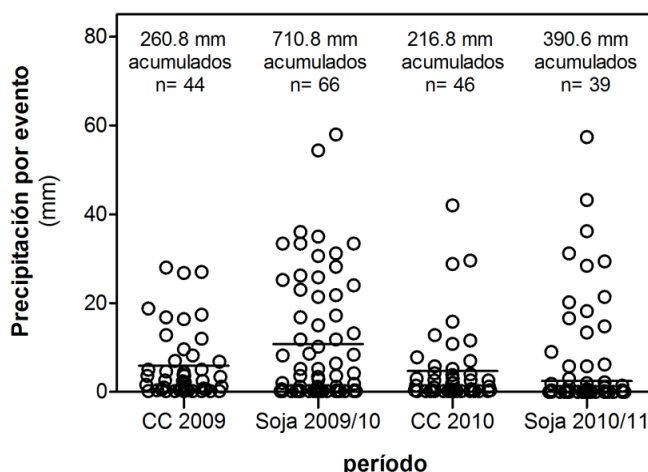 80
60
40
20
0
Precipitación por evento
(mm)
260.8 mm
acumulados
n= 44
710.8 mm
acumulados
n= 66
216.8 mm
acumulados
n= 46
390.6 mm
acumulados
n= 39
CC 2009
Soja 2009/10
CC 2010
Soja 2010/11
período